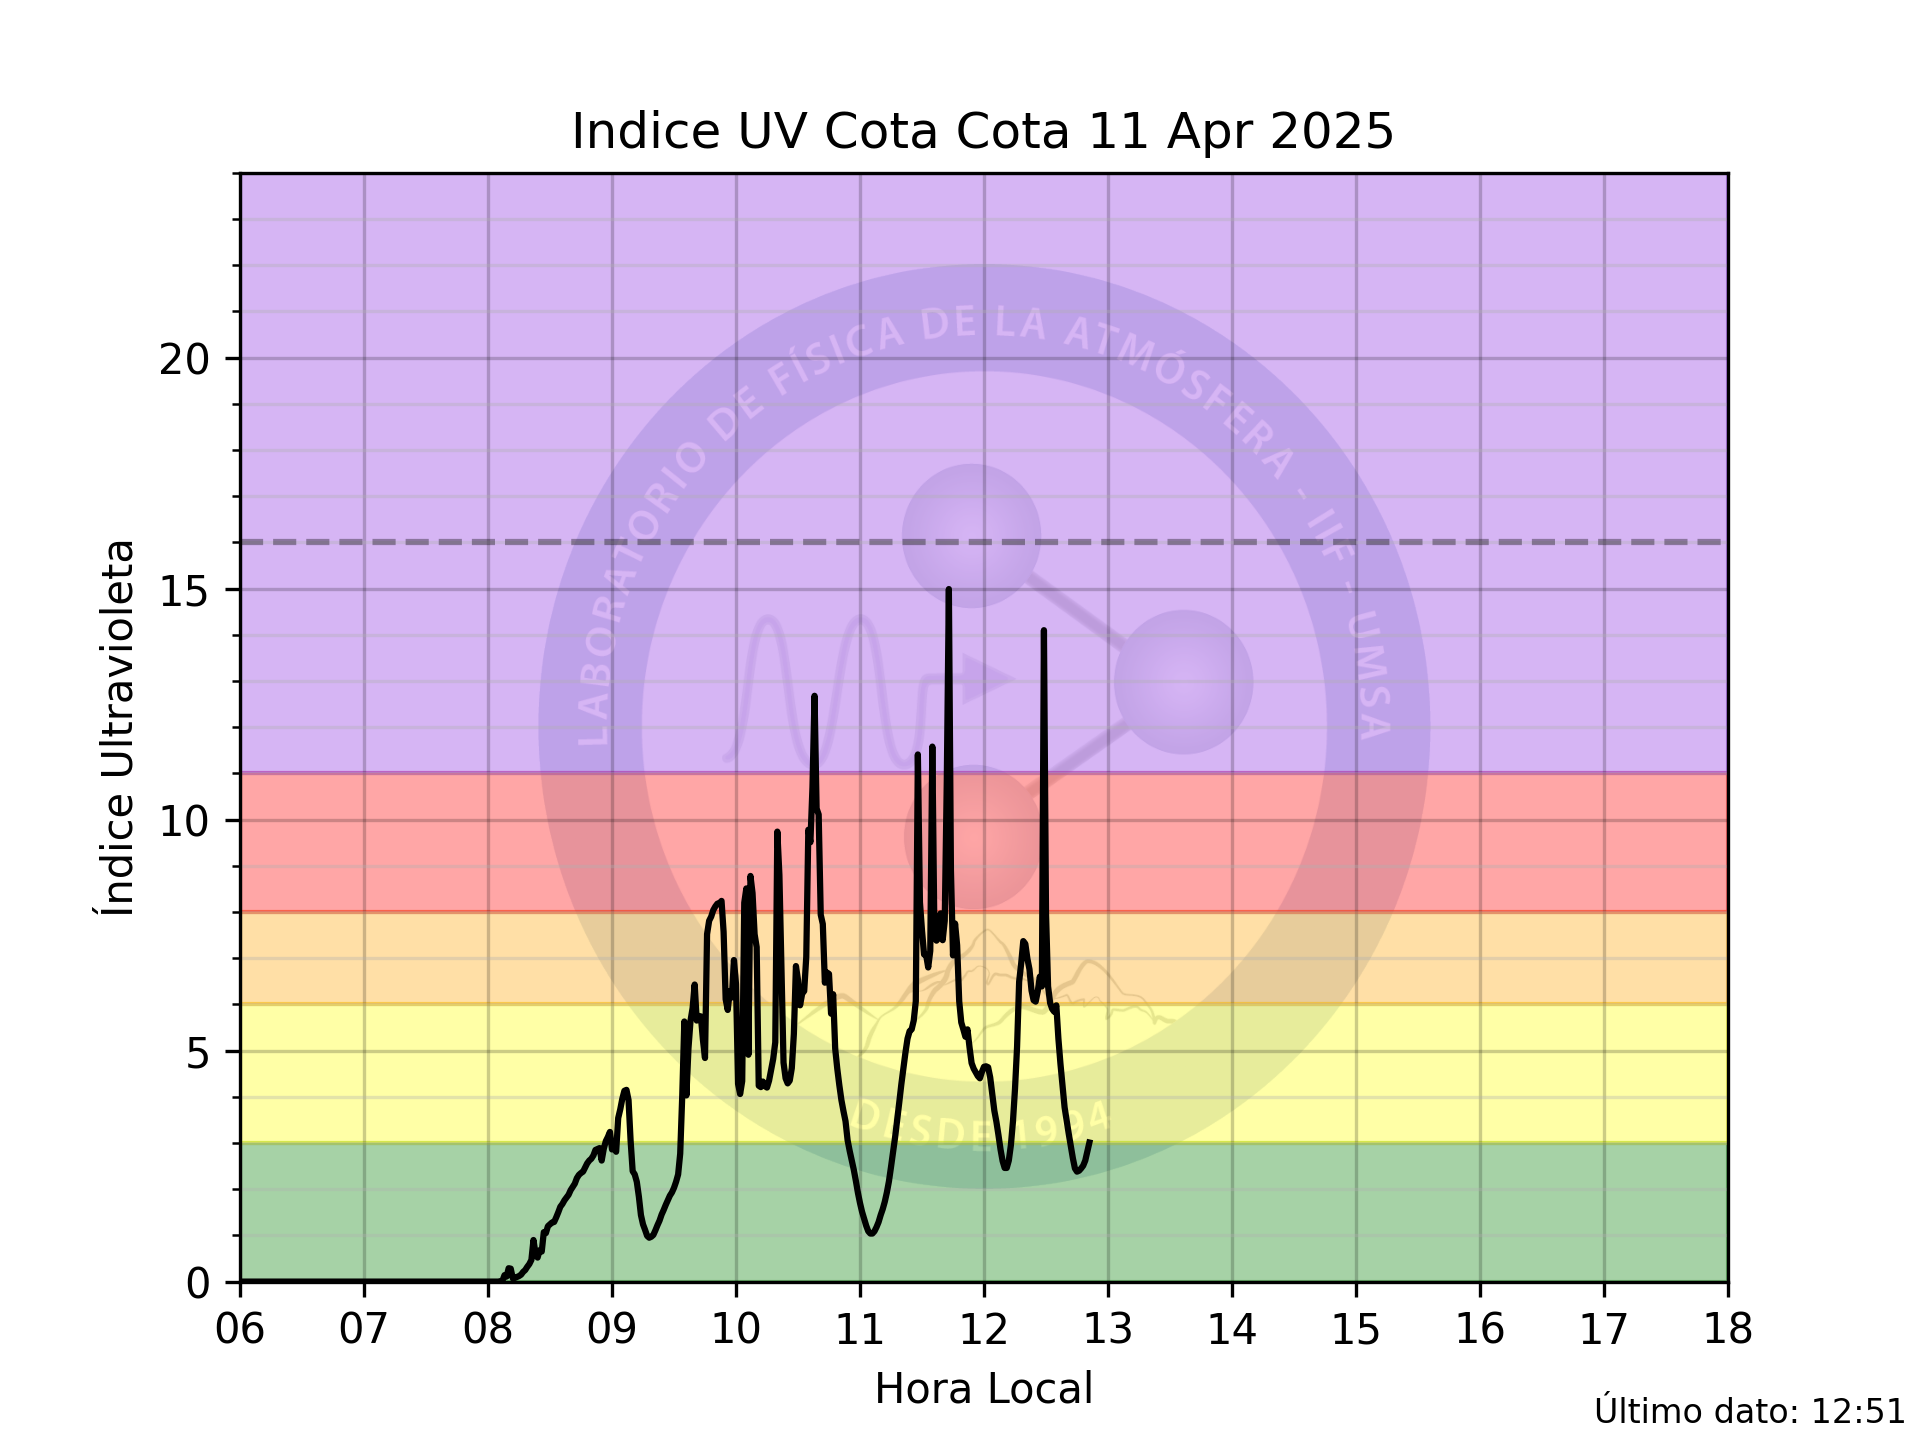 Indice UV Cota Cota 11 Apr 2025
LABORATORIO DE FÍSICA DE LA ATMÓSFERA - IIF - UMSA
DESDE 1994
Índice Ultravioleta
20
15
10
5
0
06 07 08 09 10 11 12 13 14 15 16 17 18
Hora Local
Último dato: 12:51